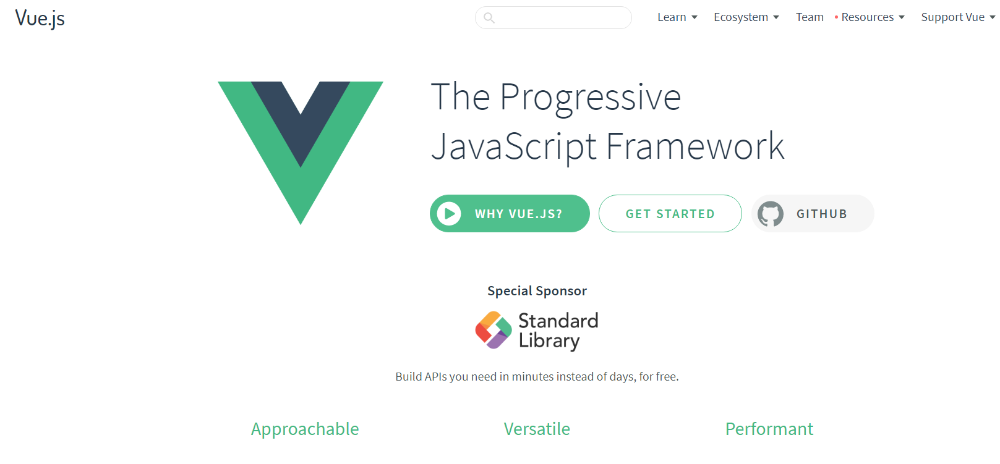 Vue.js
Learn Ecosystem Team Resources Support Vue
The Progressive
JavaScript Framework
WHY VUE.JS? GET STARTED GITHUB
Special Sponsor
Standard
Library
Build APIs you need in minutes instead of days, for free.
Approachable Versatile Performant